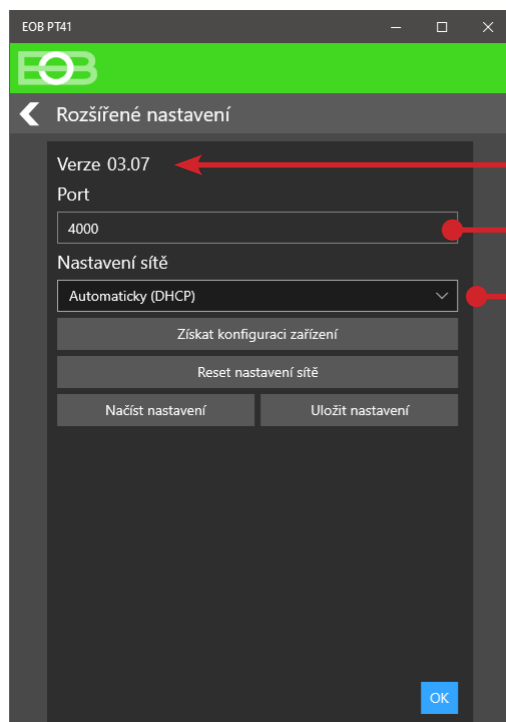 EOB PT41
EOB
Rozšířené nastavení
Verze 03.07
Port
4000
Nastavení sítě
Automaticky (DHCP)
Získat konfiguraci zařízení
Reset nastavení sítě
Načíst nastavení Uložit nastavení
OK